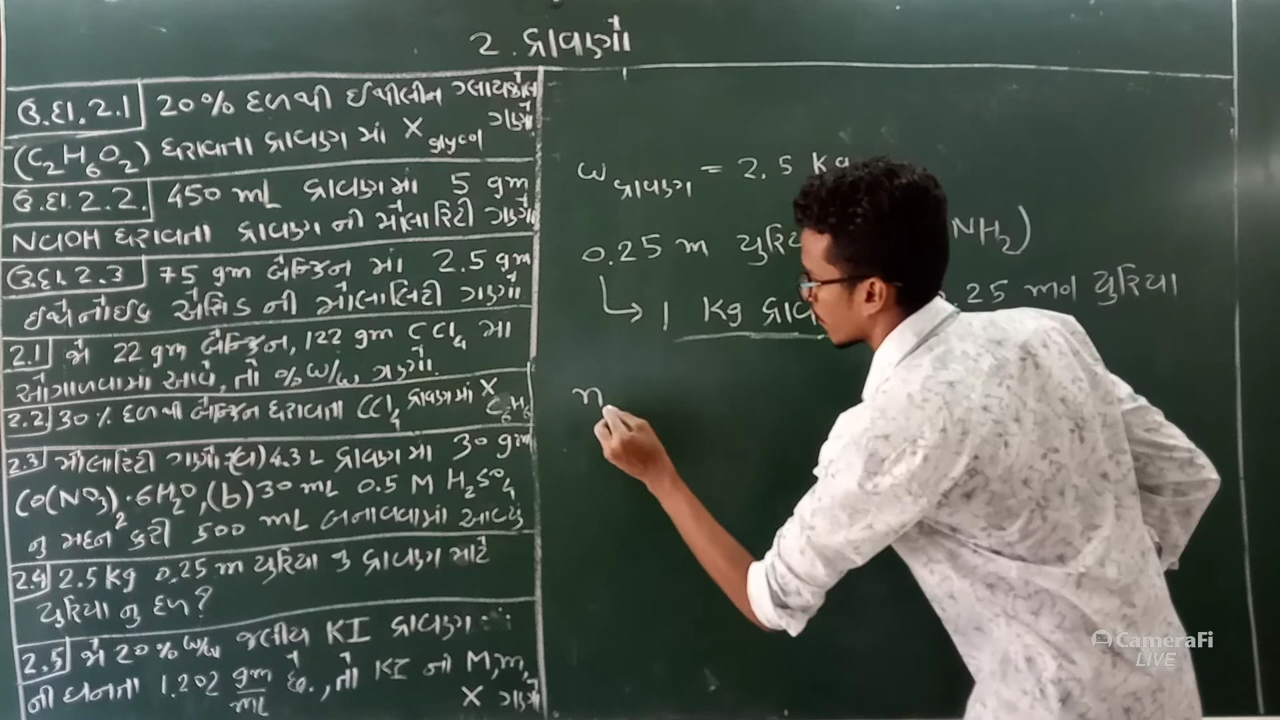 2. દ્રાવણો
ઉ.દા.2.1 20% દળથી ઈથીલીન ગ્લાયકોલ
(C₂H₆O₂) ધરાવતા દ્રાવણ માં X glycol ગણો
ઉ.દા.2.2. 450 mL દ્રાવણમાં 5 gm
NaOH ધરાવતા દ્રાવણ ની મોલારિટી ગણો
ઉ.દા.2.3 75 gm બેન્ઝિન માં 2.5 gm
ઈથેનોઈક એસિડ ની મોલાલિટી ગણો
2.1 જો 22 gm બેન્ઝિન, 122 gm CCl₄ મા
ઓગાળવામાં આવે, તો % w/w ગણો.
2.2 30% દળથી બેન્ઝિન ધરાવતા CCl₄ દ્રાવણમાં X C₆H₆
2.3 મોલારિટી ગણો (a) 4.3 L દ્રાવણ મા 30 gm
CO(NO₃)₂·6H₂O, (b) 30 mL 0.5 M H₂SO₄
નુ મંદન કરી 500 mL બનાવવામાં આવ્યુ
2.4 2.5 kg 0.25 m યુરિયા ના દ્રાવણ માટે
યુરિયા નુ દળ?
2.5 જો 20% w/w જલીય KI દ્રાવણ
ની ઘનતા 1.202 gm/mL છે., તો KI ની M, m,
X ગણો
w દ્રાવણ = 2.5 Kg
0.25 m NH₂)
↳ 1 Kg .25 મોલ યુરિયા
n
CameraFi
LIVE